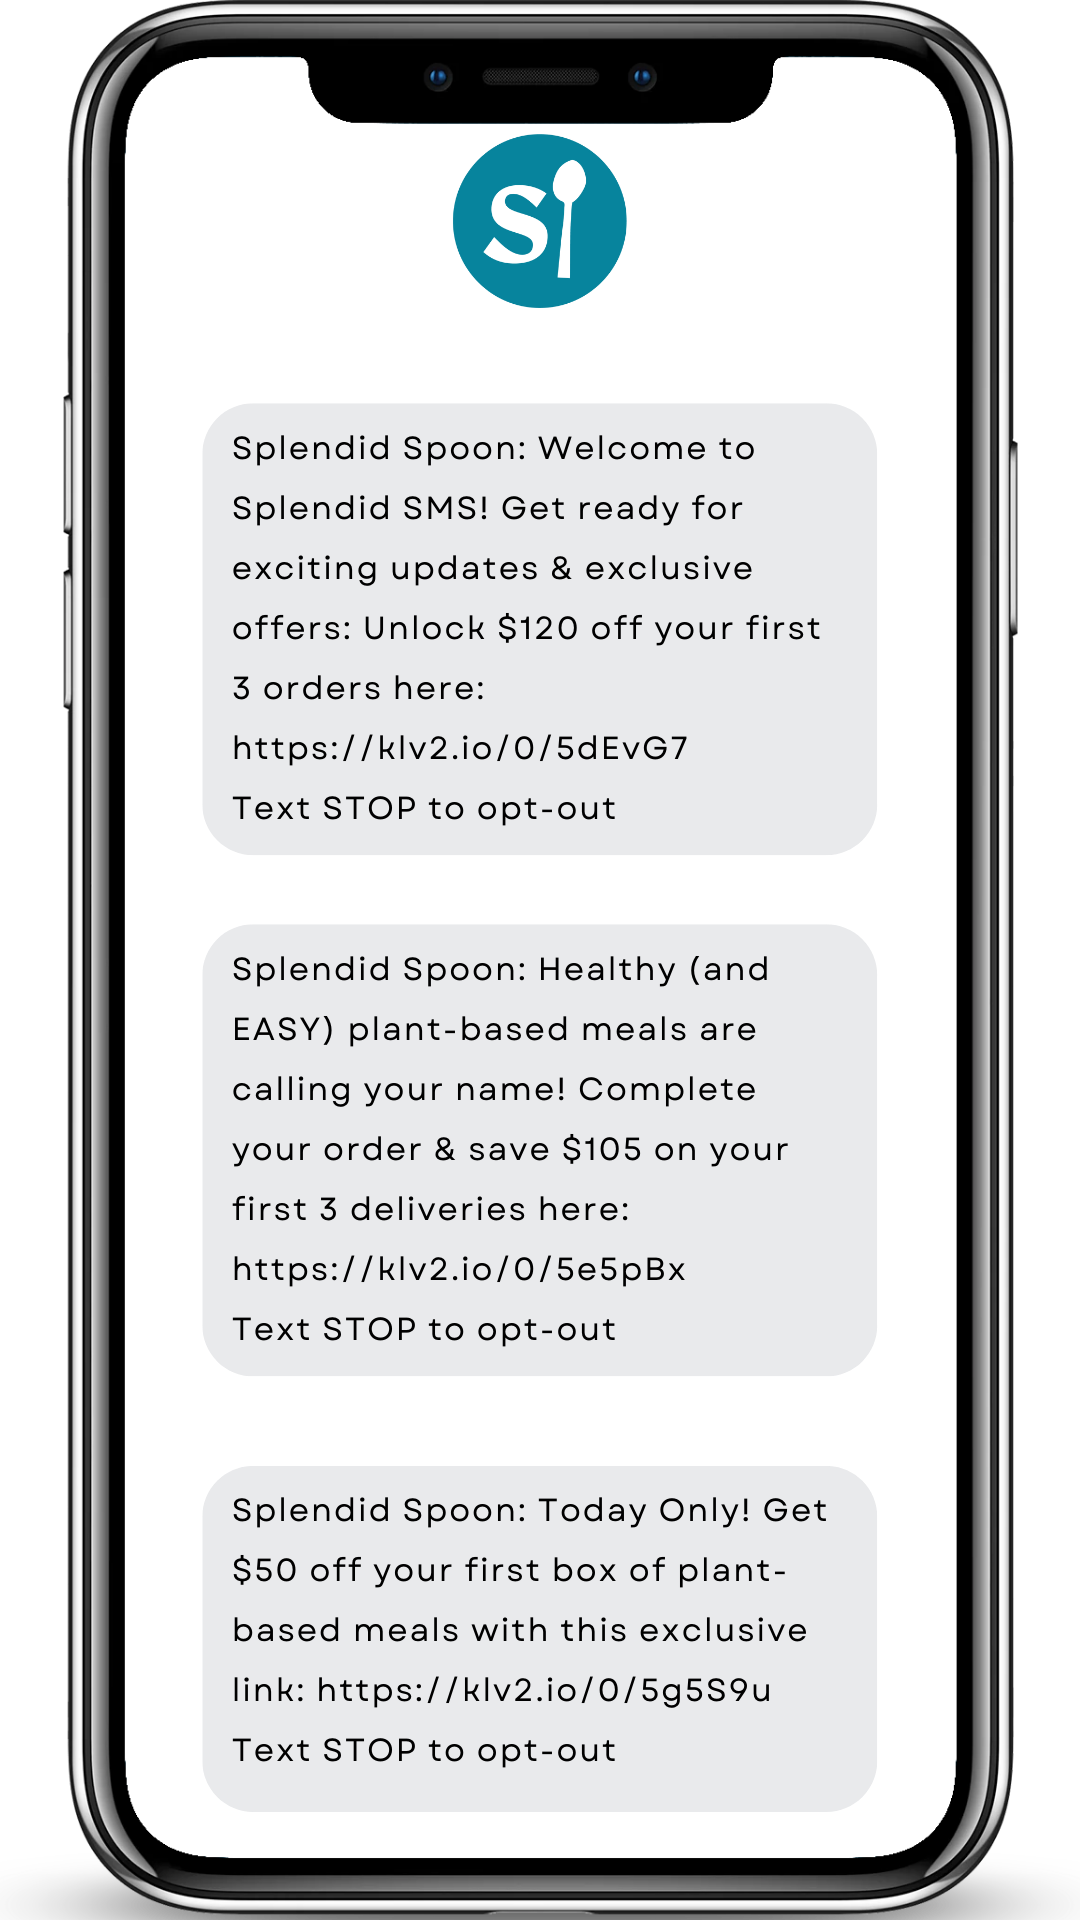 S
Splendid Spoon: Welcome to
Splendid SMS! Get ready for
exciting updates & exclusive
offers: Unlock $120 off your first
3 orders here:
https://klv2.io/0/5dEvG7
Text STOP to opt-out
Splendid Spoon: Healthy (and
EASY) plant-based meals are
calling your name! Complete
your order & save $105 on your
first 3 deliveries here:
https://klv2.io/0/5e5pBx
Text STOP to opt-out
Splendid Spoon: Today Only! Get
$50 off your first box of plant-
based meals with this exclusive
link: https://klv2.io/0/5g5S9u
Text STOP to opt-out